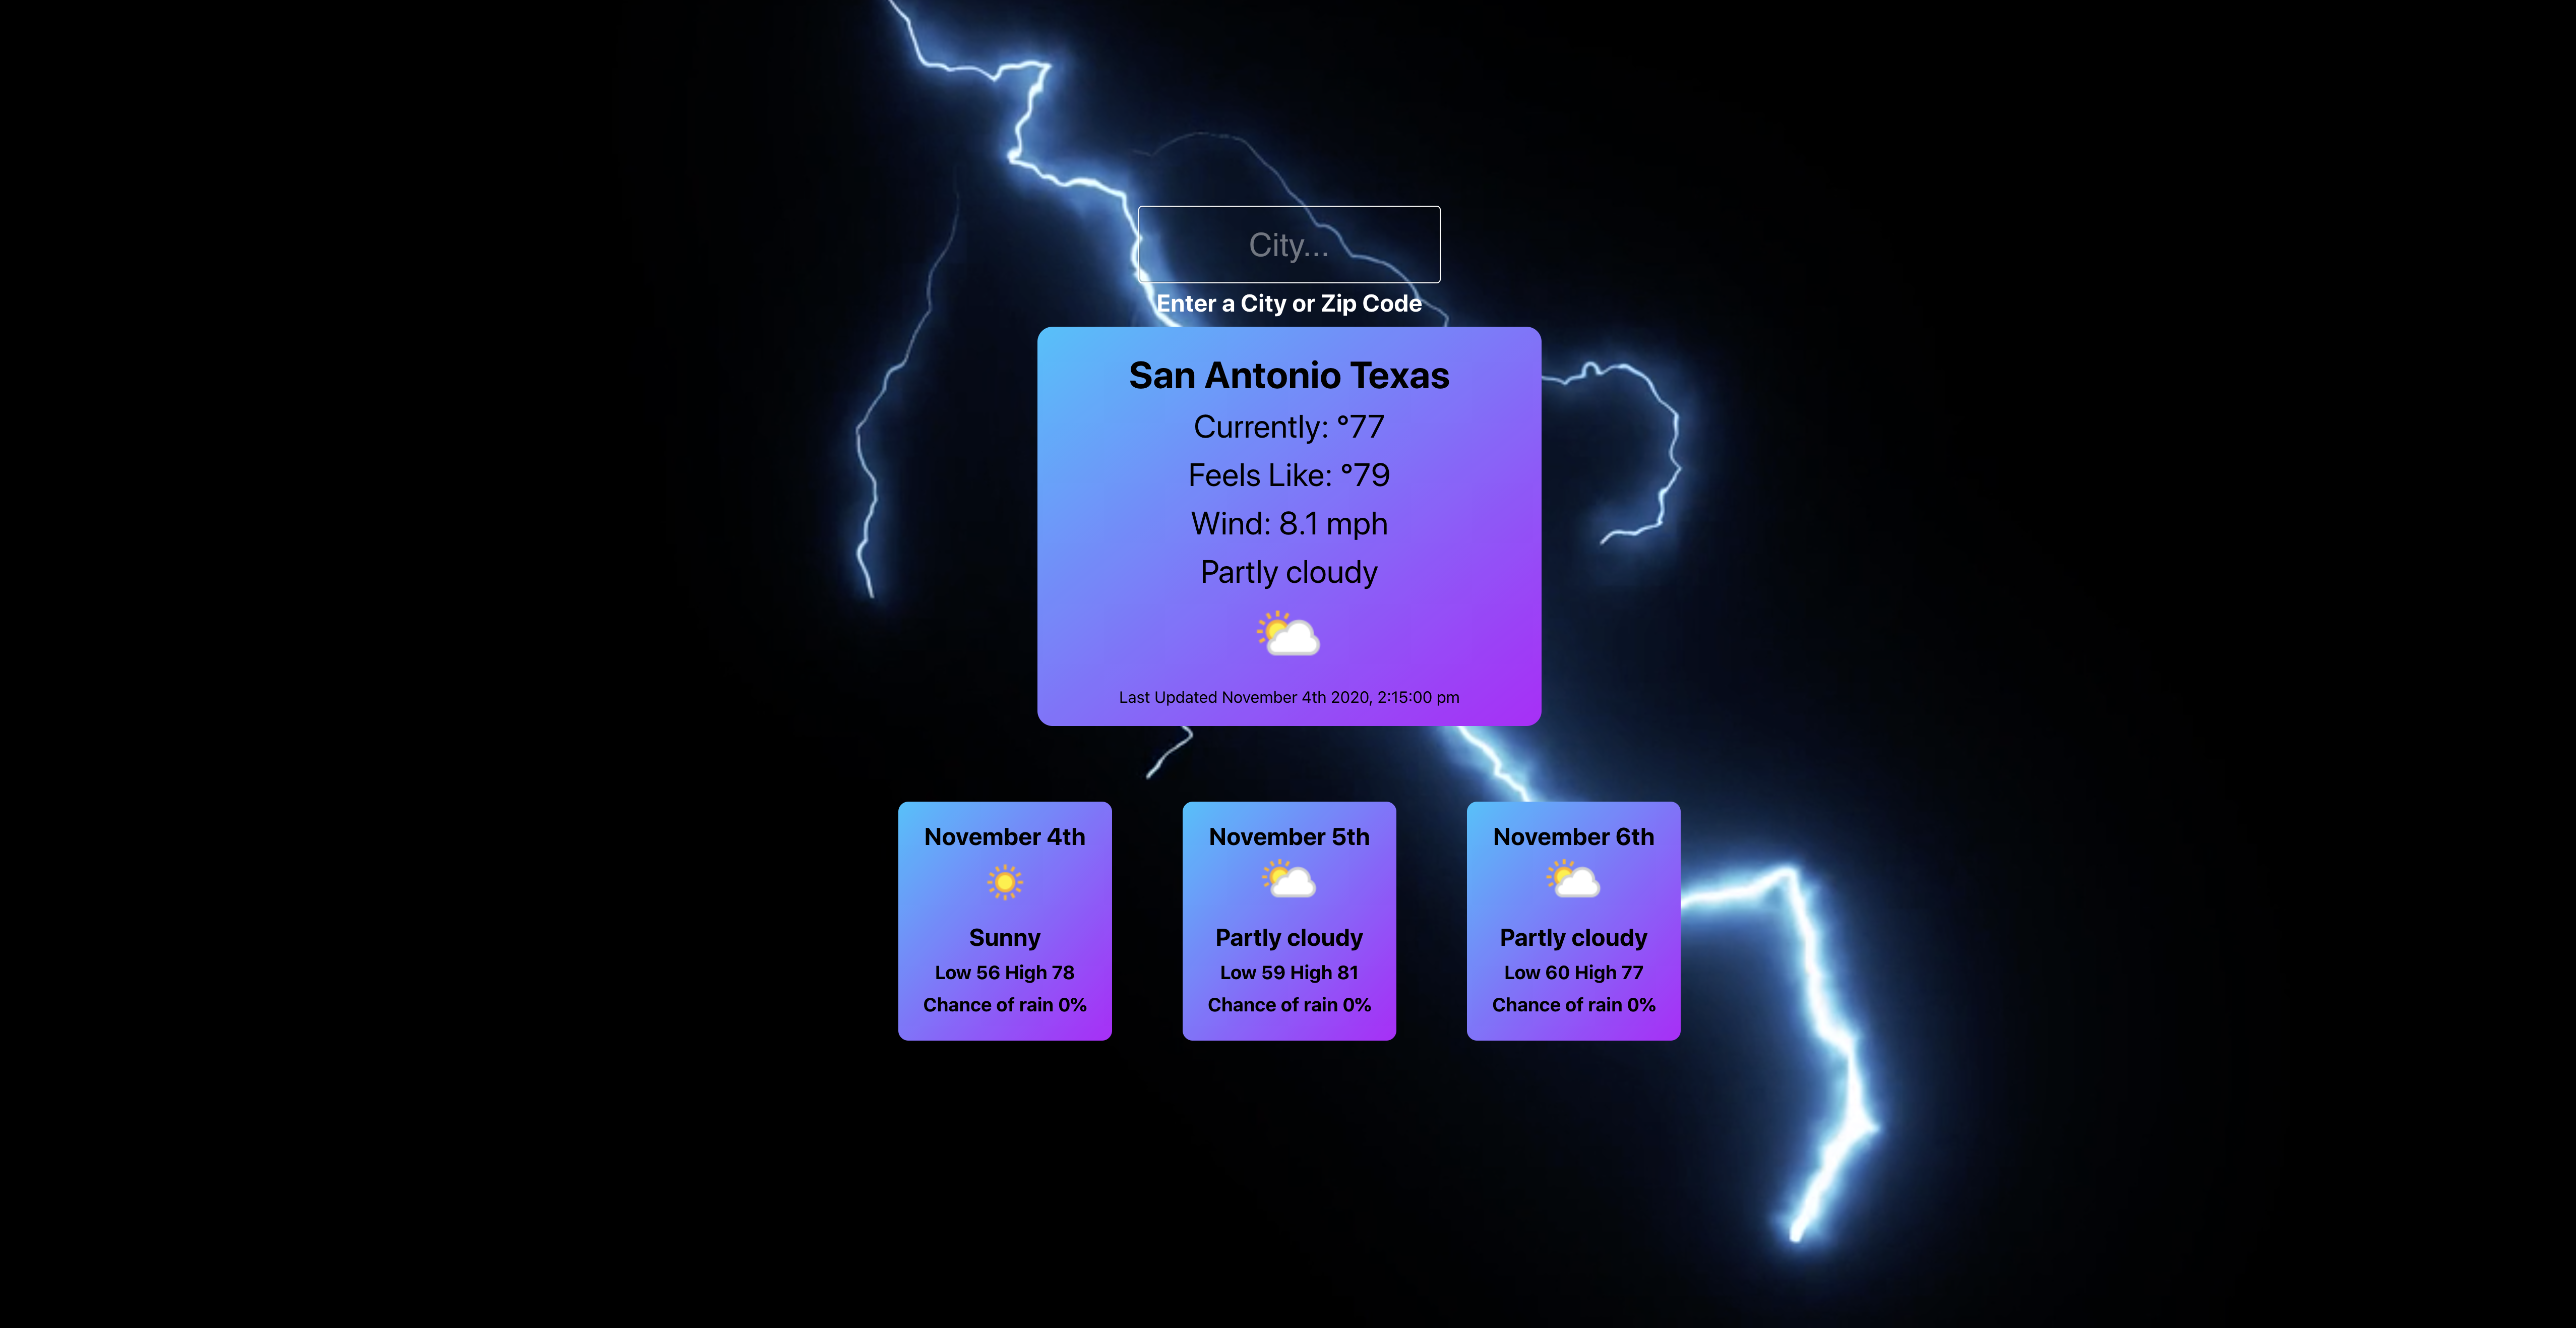 City...
Enter a City or Zip Code
San Antonio Texas
Currently: °77
Feels Like: °79
Wind: 8.1 mph
Partly cloudy
Last Updated November 4th 2020, 2:15:00 pm
November 4th
Sunny
Low 56 High 78
Chance of rain 0%
November 5th
Partly cloudy
Low 59 High 81
Chance of rain 0%
November 6th
Partly cloudy
Low 60 High 77
Chance of rain 0%